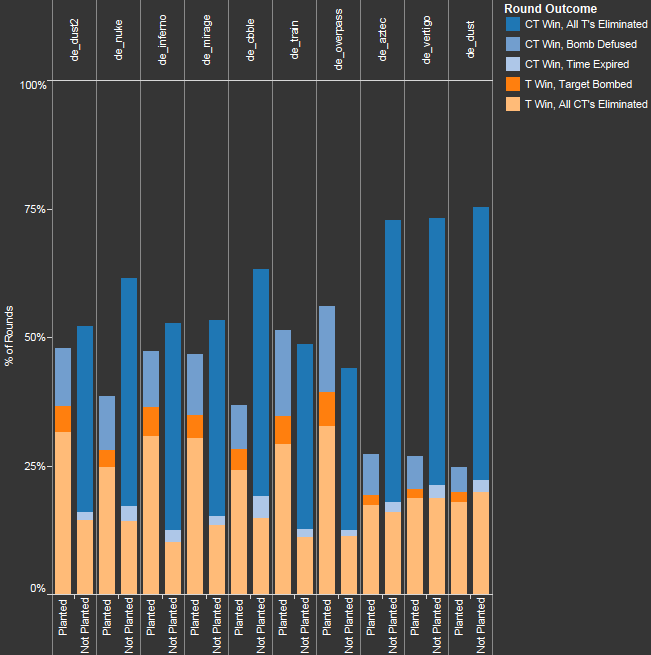 Round Outcome
CT Win, All T's Eliminated
CT Win, Bomb Defused
CT Win, Time Expired
T Win, Target Bombed
T Win, All CT's Eliminated
de_dust2
de_nuke
de_inferno
de_mirage
de_cbble
de_train
de_overpass
de_aztec
de_vertigo
de_dust
100%
75%
50%
25%
0%
% of Rounds
Planted
Not Planted
Planted
Not Planted
Planted
Not Planted
Planted
Not Planted
Planted
Not Planted
Planted
Not Planted
Planted
Not Planted
Planted
Not Planted
Planted
Not Planted
Planted
Not Planted